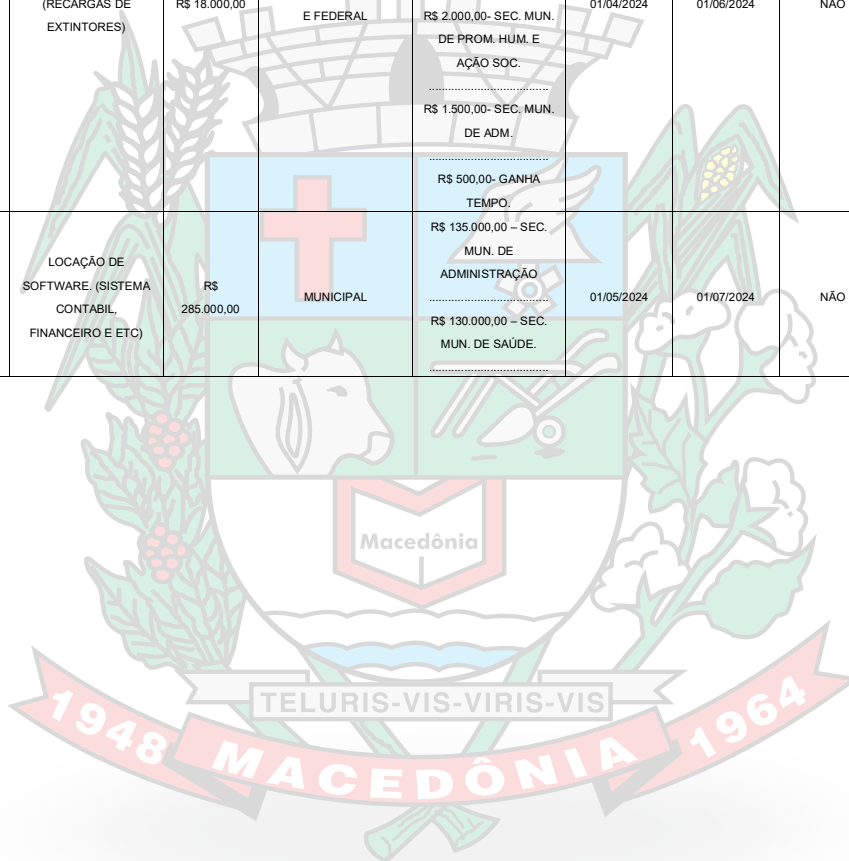 (RECARGAS DE
EXTINTORES)
R$ 18.000,00
E FEDERAL
R$ 2.000,00- SEC. MUN.
DE PROM. HUM. E
AÇÃO SOC.
..................................
R$ 1.500,00- SEC. MUN.
DE ADM.
..................................
R$ 500,00- GANHA
TEMPO.
01/04/2024
01/06/2024
NÃO
LOCAÇÃO DE
SOFTWARE. (SISTEMA
CONTABIL,
FINANCEIRO E ETC)
R$
285.000,00
MUNICIPAL
R$ 135.000,00 – SEC.
MUN. DE
ADMINISTRAÇÃO
..................................
R$ 130.000,00 – SEC.
MUN. DE SAÚDE.
..................................
01/05/2024
01/07/2024
NÃO
Macedônia
TELURIS-VIS-VIRIS-VIS
1948 MACEDÔNIA 1964